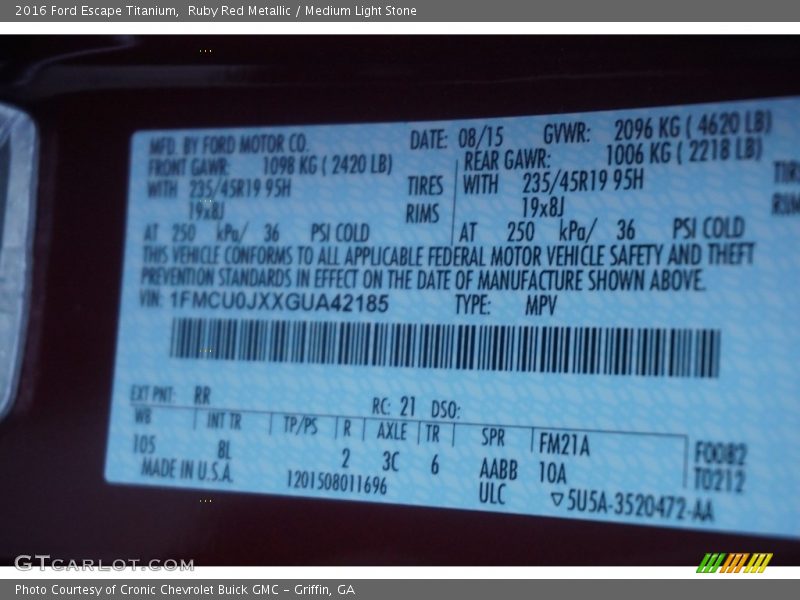 2016 Ford Escape Titanium, Ruby Red Metallic / Medium Light Stone
MFD. BY FORD MOTOR CO. DATE: 08/15 GVWR: 2096 KG ( 4620 LB)
FRONT GAWR: 1098 KG ( 2420 LB) REAR GAWR: 1006 KG ( 2218 LB)
WITH 235/45R19 95H TIRES WITH 523/45R19 95H TIRE
19x8J RIMS 19x8J RIM
AT 250 kPa/ 36 PSI COLD AT 250 kPa/ 36 PSI COLD
THIS VEHICLE CONFORMS TO ALL APPLICABLE FEDERAL MOTOR VEHICLE SAFETY AND THEFT
PREVENTION STANDARDS IN EFFECT ON THE DATE OF MANUFACTURE SHOWN ABOVE.
VIN: 1FMCU0JXXGUA42185 TYPE: MPV
EXT PNT: RR RC: 21 DSO:
WB INT TR TP/PS R AXLE TR SPR FM21A F0082
105 8L 2 3C 6 AABB 10A T0212
MADE IN U.S.A. 1201508011696 ULC ▽5U5A-3520472-AA
GTCARLOT.COM
Photo Courtesy of Cronic Chevrolet Buick GMC - Griffin, GA